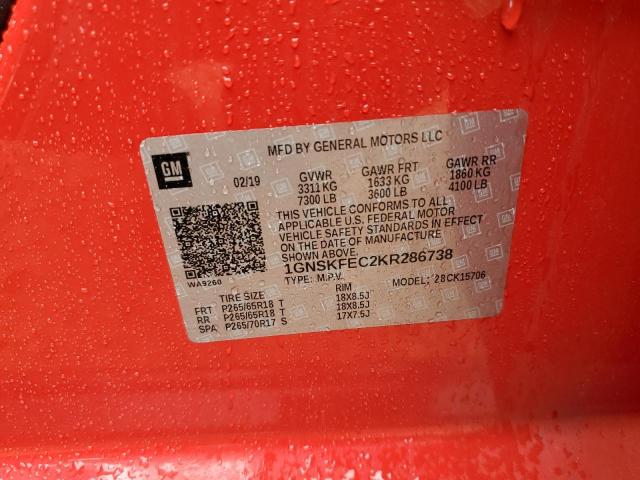 MFD BY GENERAL MOTORS LLC
GM
02/19
GVWR GAWR FRT GAWR RR
3311 KG 1633 KG 1860 KG
7300 LB 3600 LB 4100 LB
THIS VEHICLE CONFORMS TO ALL
APPLICABLE U.S. FEDERAL MOTOR
VEHICLE SAFETY STANDARDS IN EFFECT
ON THE DATE OF MANUFACTURE
SHOWN ABOVE.
1GNSKFEC2KR286738
WA9260
TYPE: M.P.V. MODEL: 28CK15706
TIRE SIZE RIM
FRT P265/65R18 T 18X8.5J
RR P265/65R18 T 18X8.5J
SPA P265/70R17 S 17X7.5J